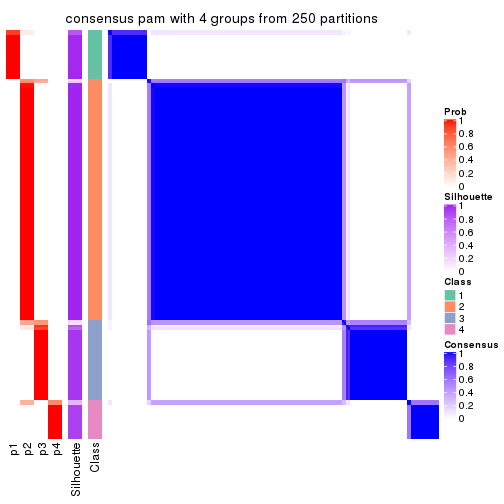 consensus pam with 4 groups from 250 partitions
Prob
1
0.8
0.6
0.4
0.2
0
Silhouette
1
0.8
0.6
0.4
0.2
0
Class
1
2
3
4
Consensus
1
0.8
0.6
0.4
0.2
0
p1
p2
p3
p4
Silhouette
Class